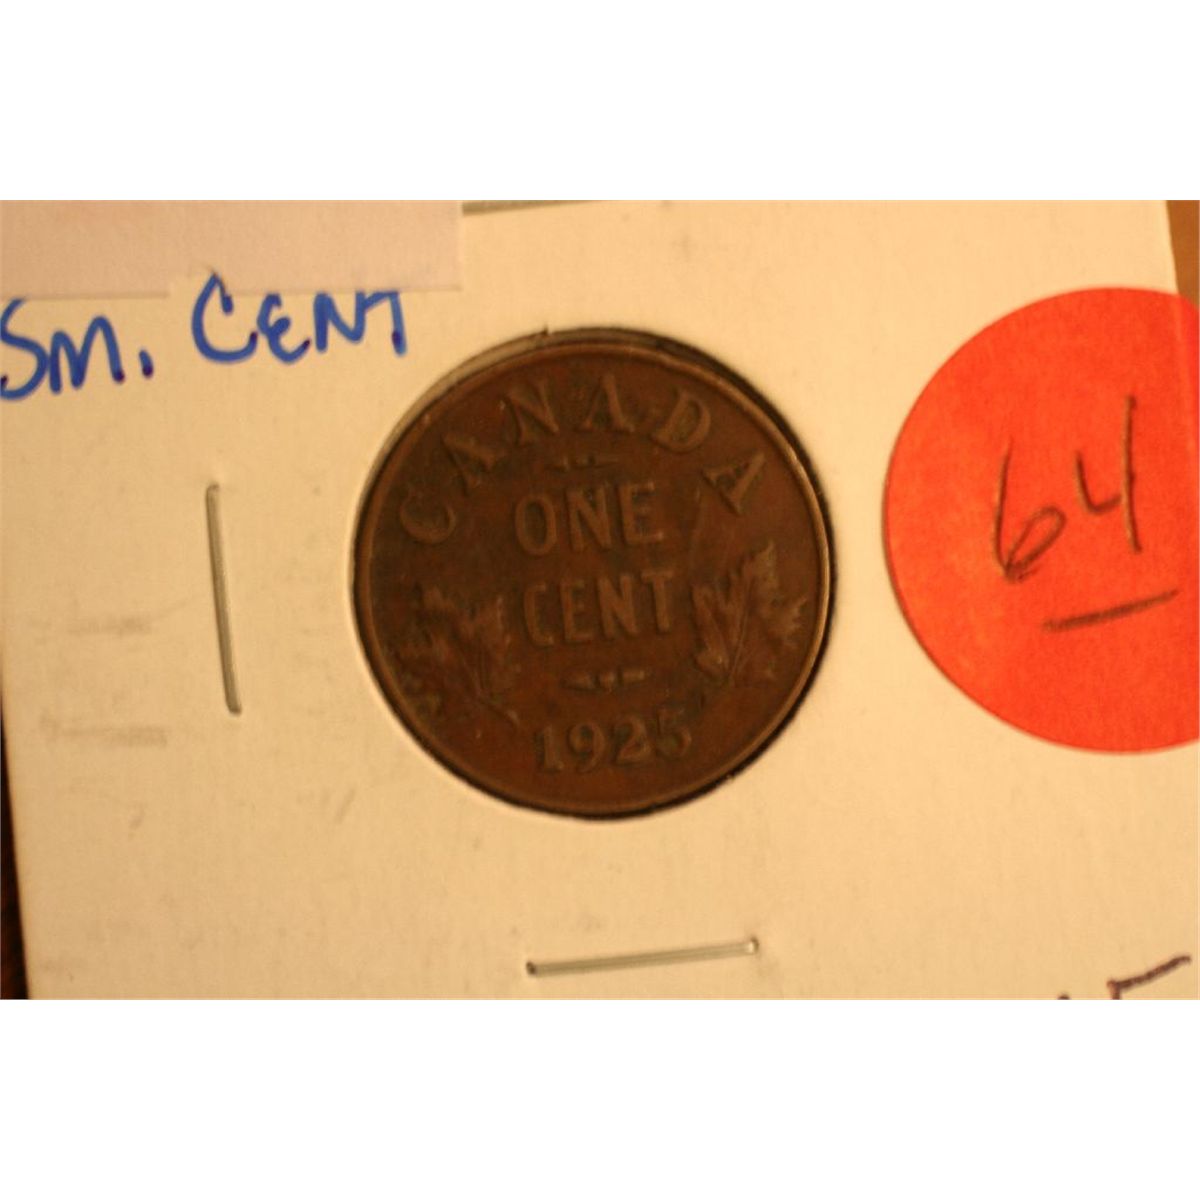 Sm. CENT
CANADA
ONE
CENT
1925
64